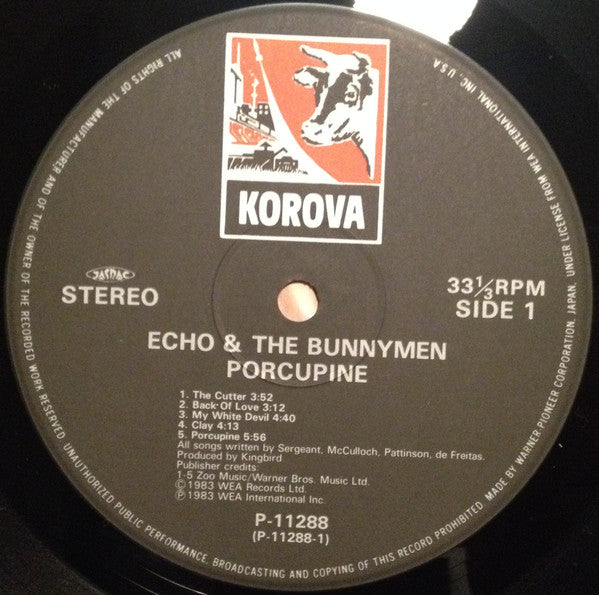 KOROVA
JASRAC
STEREO
33⅓RPM
SIDE 1
ECHO & THE BUNNYMEN
PORCUPINE
1. The Cutter 3:52
2. Back Of Love 3:12
3. My White Devil 4:40
4. Clay 4:13
5. Porcupine 5:56
All songs written by Sergeant, McCulloch, Pattinson, de Freitas.
Produced by Kingbird
Publisher credits:
1-5 Zoo Music/Warner Bros. Music Ltd.
Ⓒ1983 WEA Records Ltd.
Ⓟ1983 WEA International Inc.
P-11288
(P-11288-1)
ALL RIGHTS OF THE MANUFACTURER AND OF THE OWNER OF THE RECORDED WORK RESERVED. UNAUTHORIZED PUBLIC PERFORMANCE, BROADCASTING AND COPYING OF THIS RECORD PROHIBITED. MADE BY WARNER-PIONEER CORPORATION, JAPAN, UNDER LICENSE FROM WEA INTERNATIONAL INC. U.S.A.